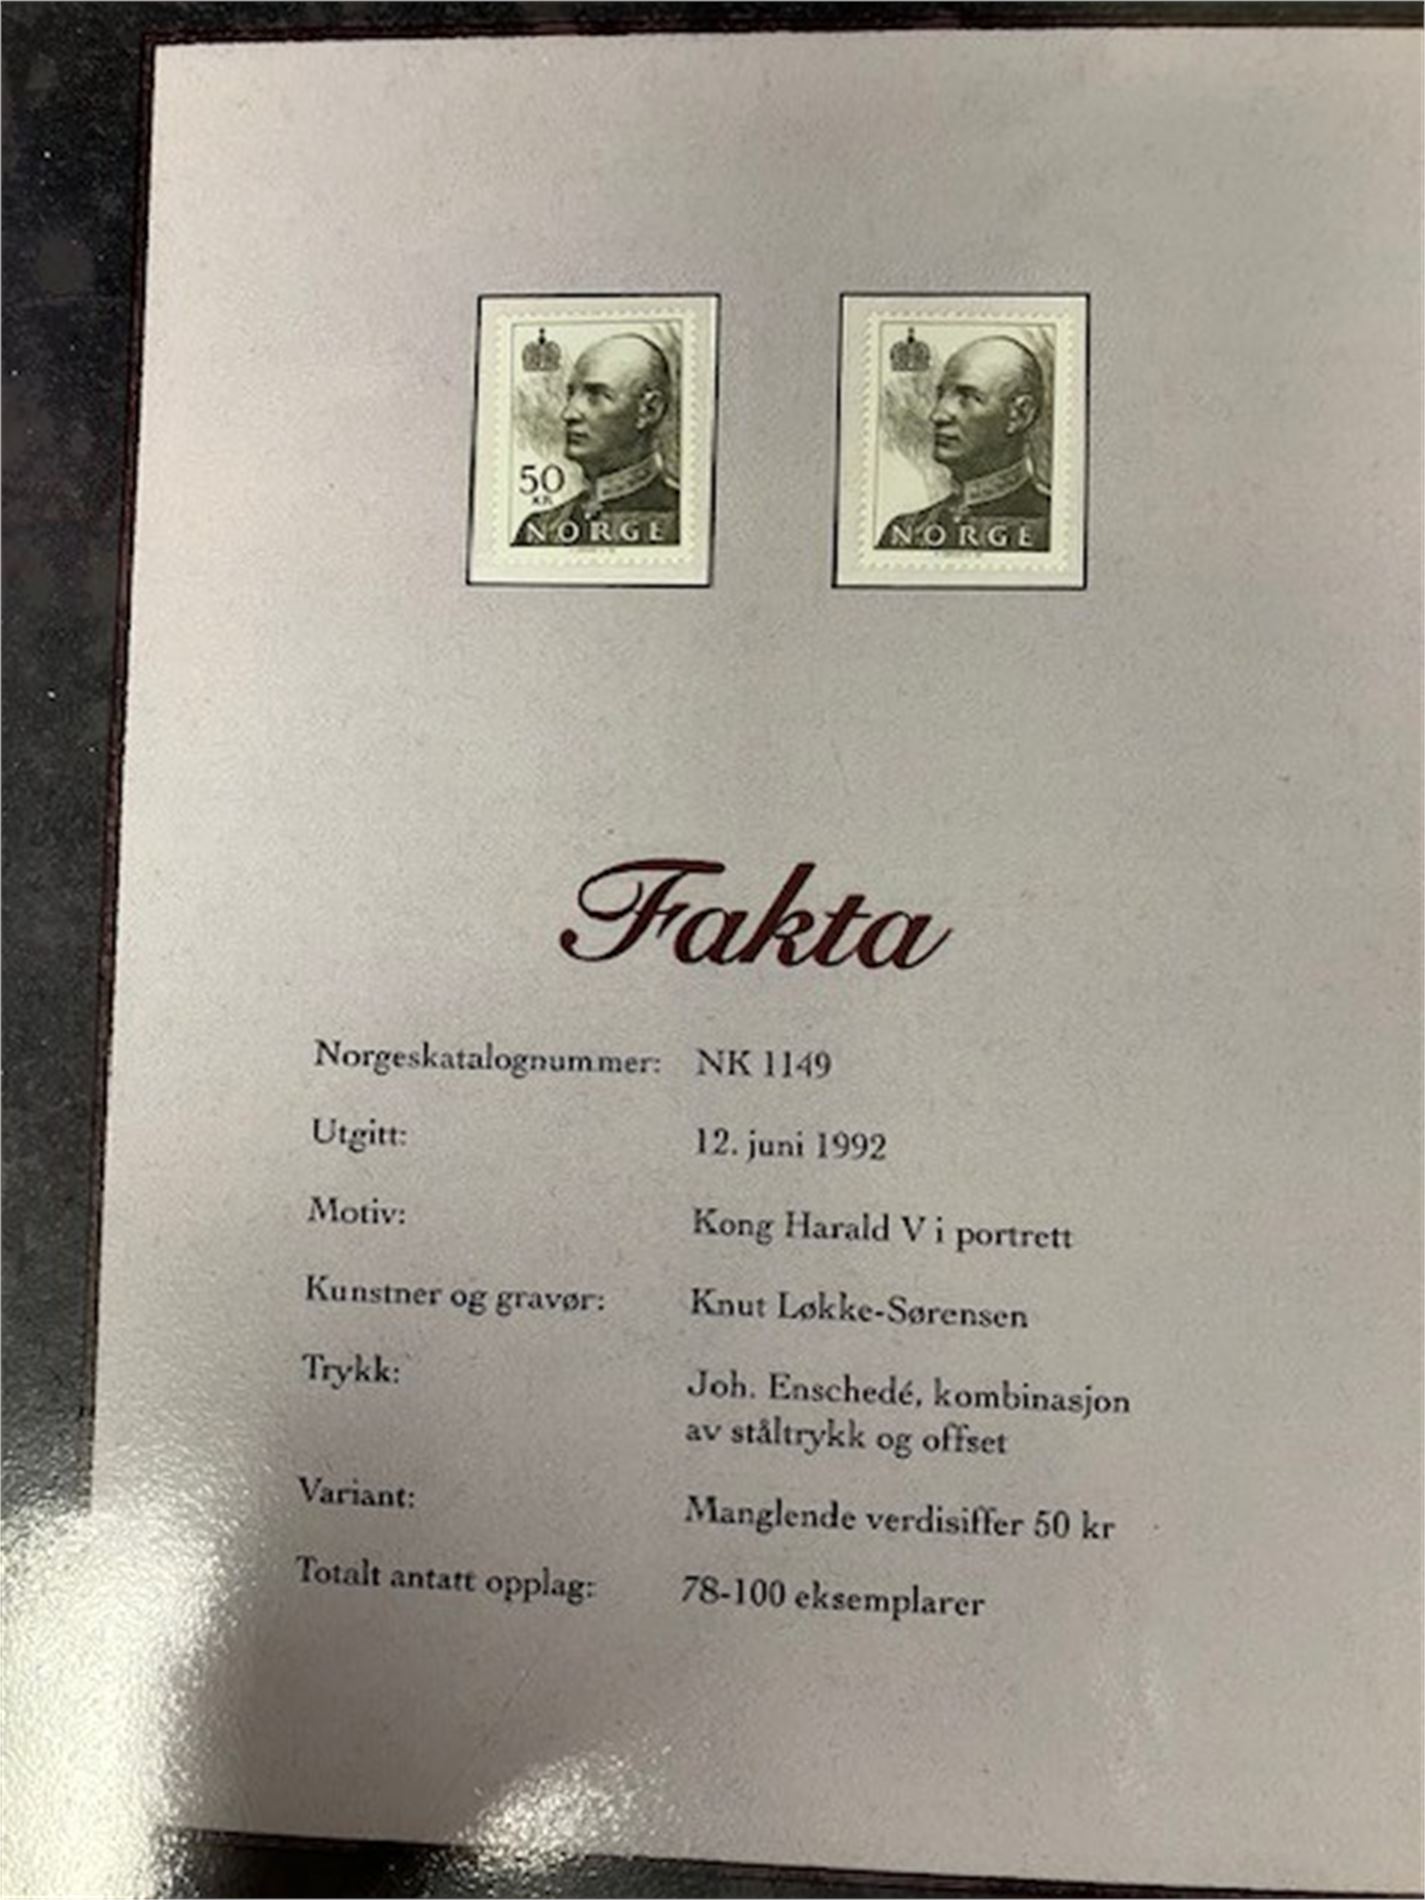 50
KR
NORGE
NORGE
Fakta
Norgeskatalognummer: NK 1149
Utgitt: 12. juni 1992
Motiv: Kong Harald V i portrett
Kunstner og gravør: Knut Løkke-Sørensen
Trykk: Joh. Enschedé, kombinasjon
av ståltrykk og offset
Variant: Manglende verdisiffer 50 kr
Totalt antatt opplag: 78-100 eksemplarer